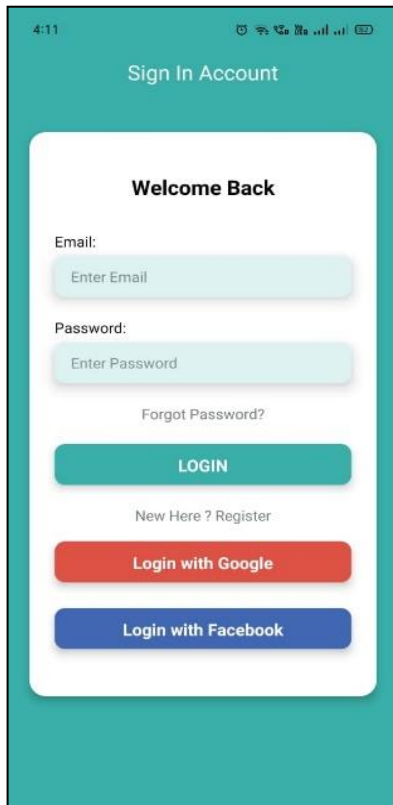 4:11
Sign In Account
Welcome Back
Email:
Enter Email
Password:
Enter Password
Forgot Password?
LOGIN
New Here ? Register
Login with Google
Login with Facebook